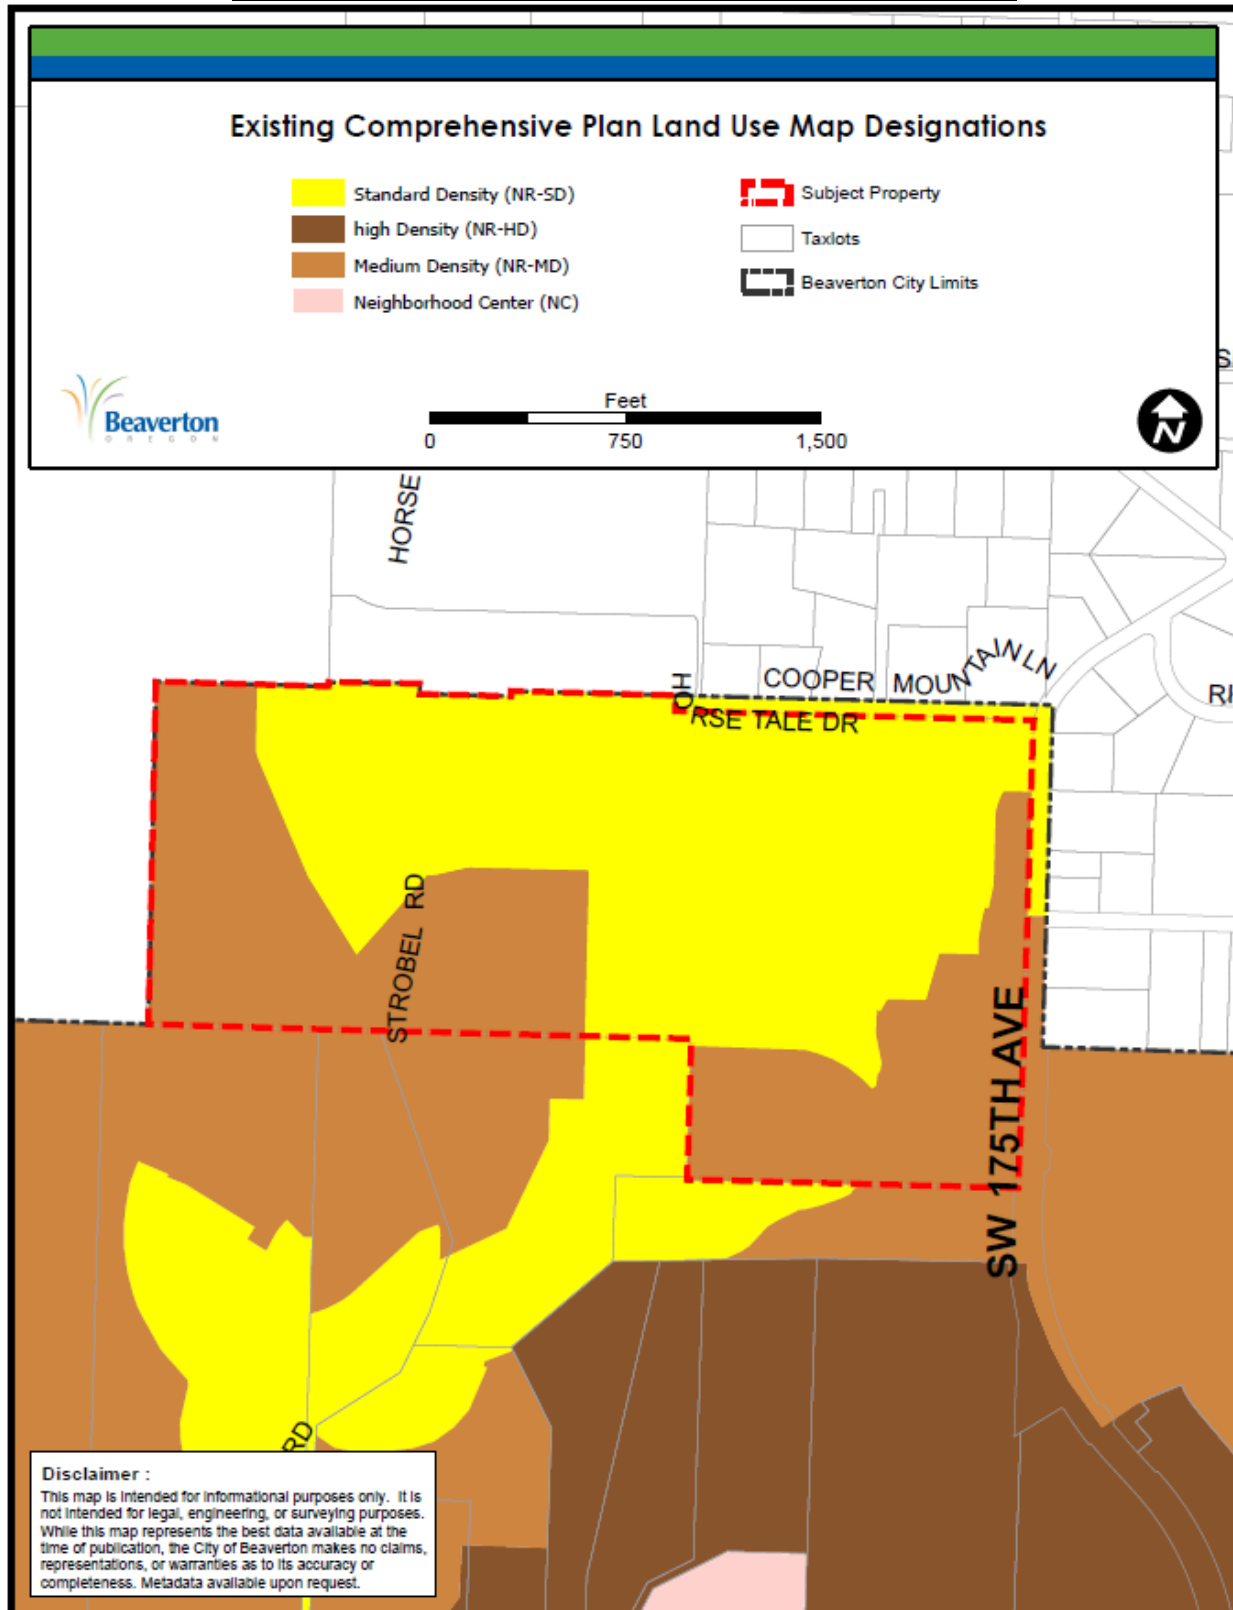 Existing Comprehensive Plan Land Use Map Designations
Standard Density (NR-SD)
high Density (NR-HD)
Medium Density (NR-MD)
Neighborhood Center (NC)
Subject Property
Taxlots
Beaverton City Limits
Beaverton
OREGON
Feet
0 750 1,500
N
HORSE
COOPER MOUNTAIN LN
HORSE TALE DR
STROBEL RD
SW 175TH AVE
RD
Disclaimer :
This map is intended for informational purposes only. It is
not intended for legal, engineering, or surveying purposes.
While this map represents the best data available at the
time of publication, the City of Beaverton makes no claims,
representations, or warranties as to its accuracy or
completeness. Metadata available upon request.